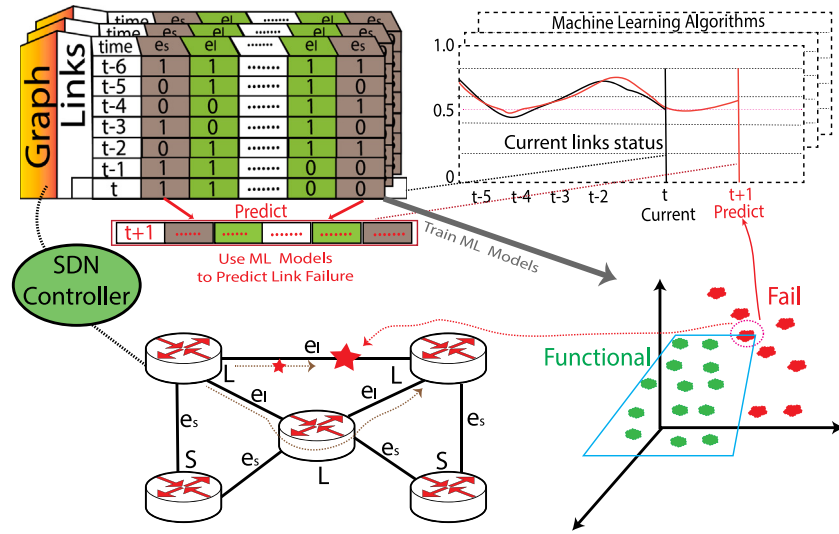 Graph
Links
time es el ....... el es
time es el ....... el es
t-6 1 1 ....... 1 1
t-5 0 1 ....... 1 0
t-4 0 0 ....... 1 0
t-3 1 0 ....... 1 0
t-2 0 1 ....... 1 1
t-1 1 1 ....... 0 0
t 1 1 ....... 0 0
Predict
t+1 ...... ...... ....... ...... .......
Use ML Models
to Predict Link Failure
Machine Learning Algorithms
1.0
0.5
0
Current links status
t-5 t-4 t-3 t-2 t t+1
Current Predict
Train ML Models
SDN
Controller
Fail
Functional
el
L L
el el
es es
es es
S L S